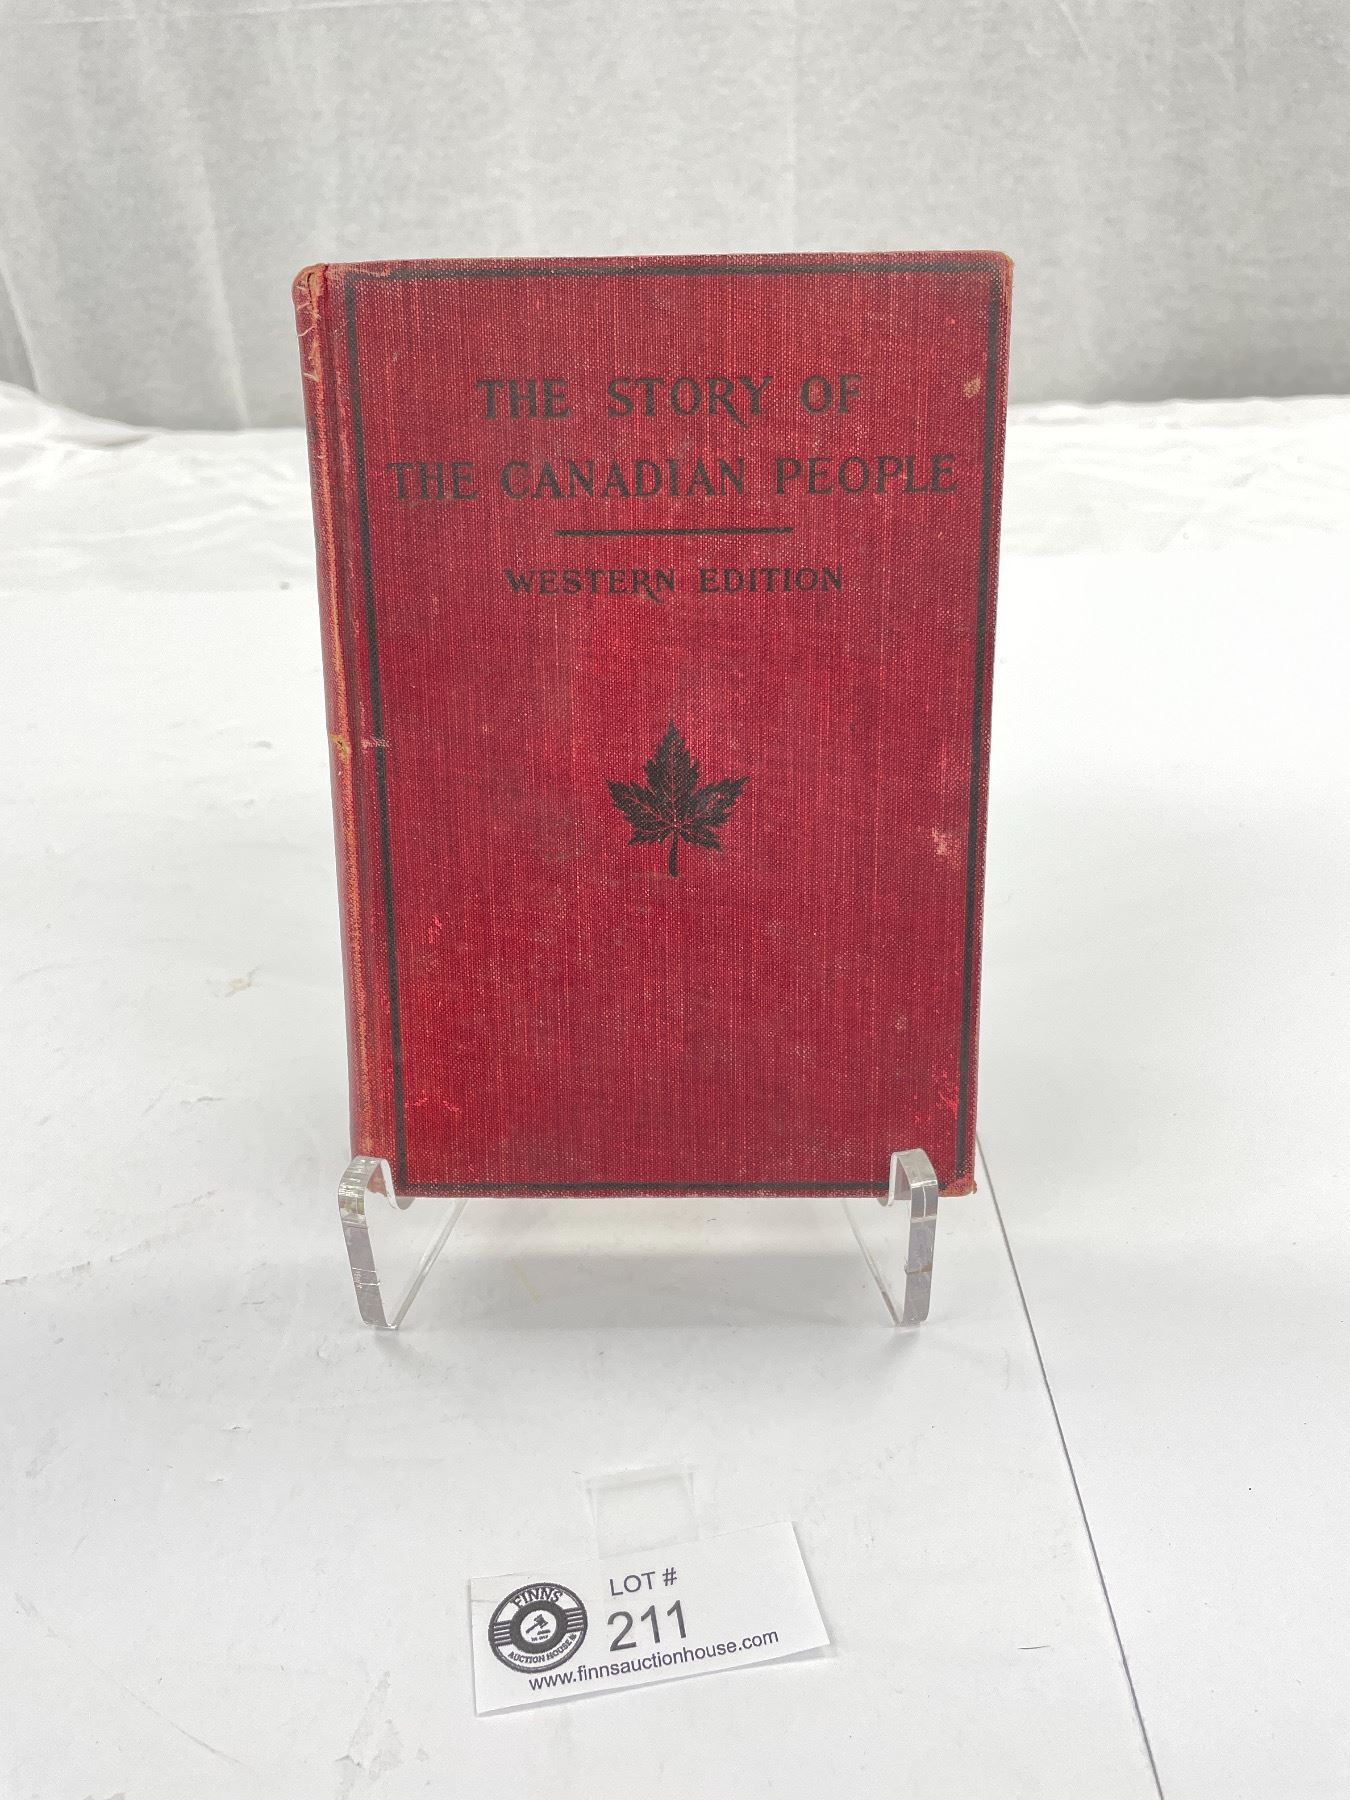 THE STORY OF
THE CANADIAN PEOPLE
WESTERN EDITION
LOT #
FINNS
211
AUCTION HOUSE
www.finnsauctionhouse.com